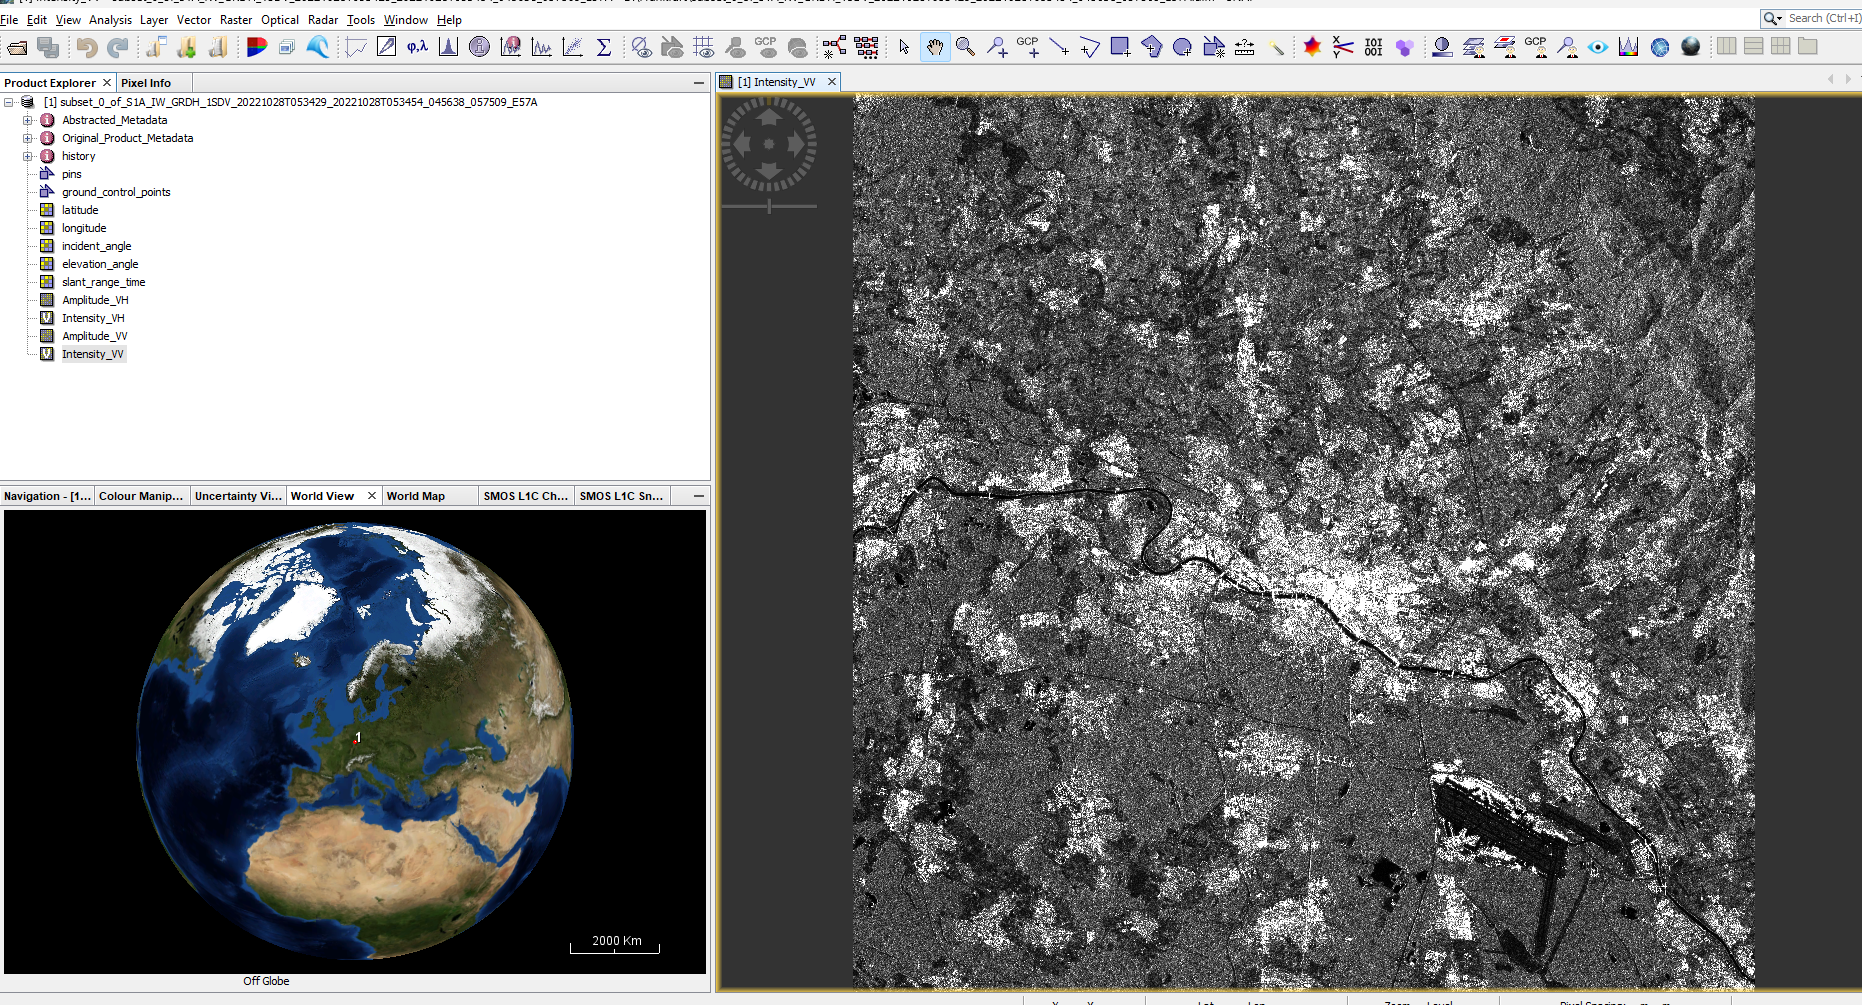 File Edit View Analysis Layer Vector Raster Optical Radar Tools Window Help
Search (Ctrl+I)
GCP GCP GCP
Product Explorer Pixel Info
[1] Intensity_VV
[1] subset_0_of_S1A_IW_GRDH_1SDV_20221028T053429_20221028T053454_045638_057509_E57A
Abstracted_Metadata
Original_Product_Metadata
history
pins
ground_control_points
latitude
longitude
incident_angle
elevation_angle
slant_range_time
Amplitude_VH
Intensity_VH
Amplitude_VV
Intensity_VV
Navigation - [1... Colour Manip... Uncertainty Vi... World View World Map SMOS L1C Ch... SMOS L1C Sn...
1
2000 Km
Off Globe